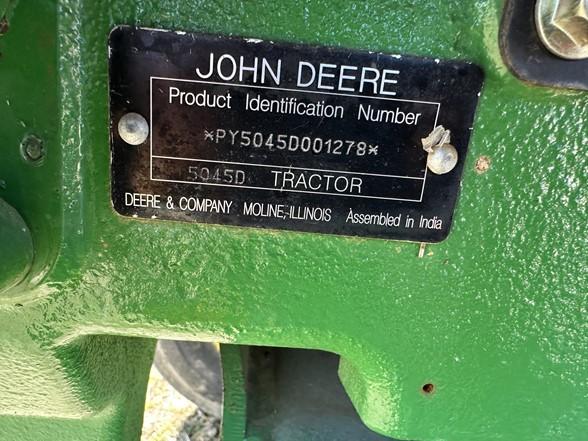 JOHN DEERE
Product Identification Number
*PY5045D001278*
5045D TRACTOR
DEERE & COMPANY MOLINE, ILLINOIS Assembled in India